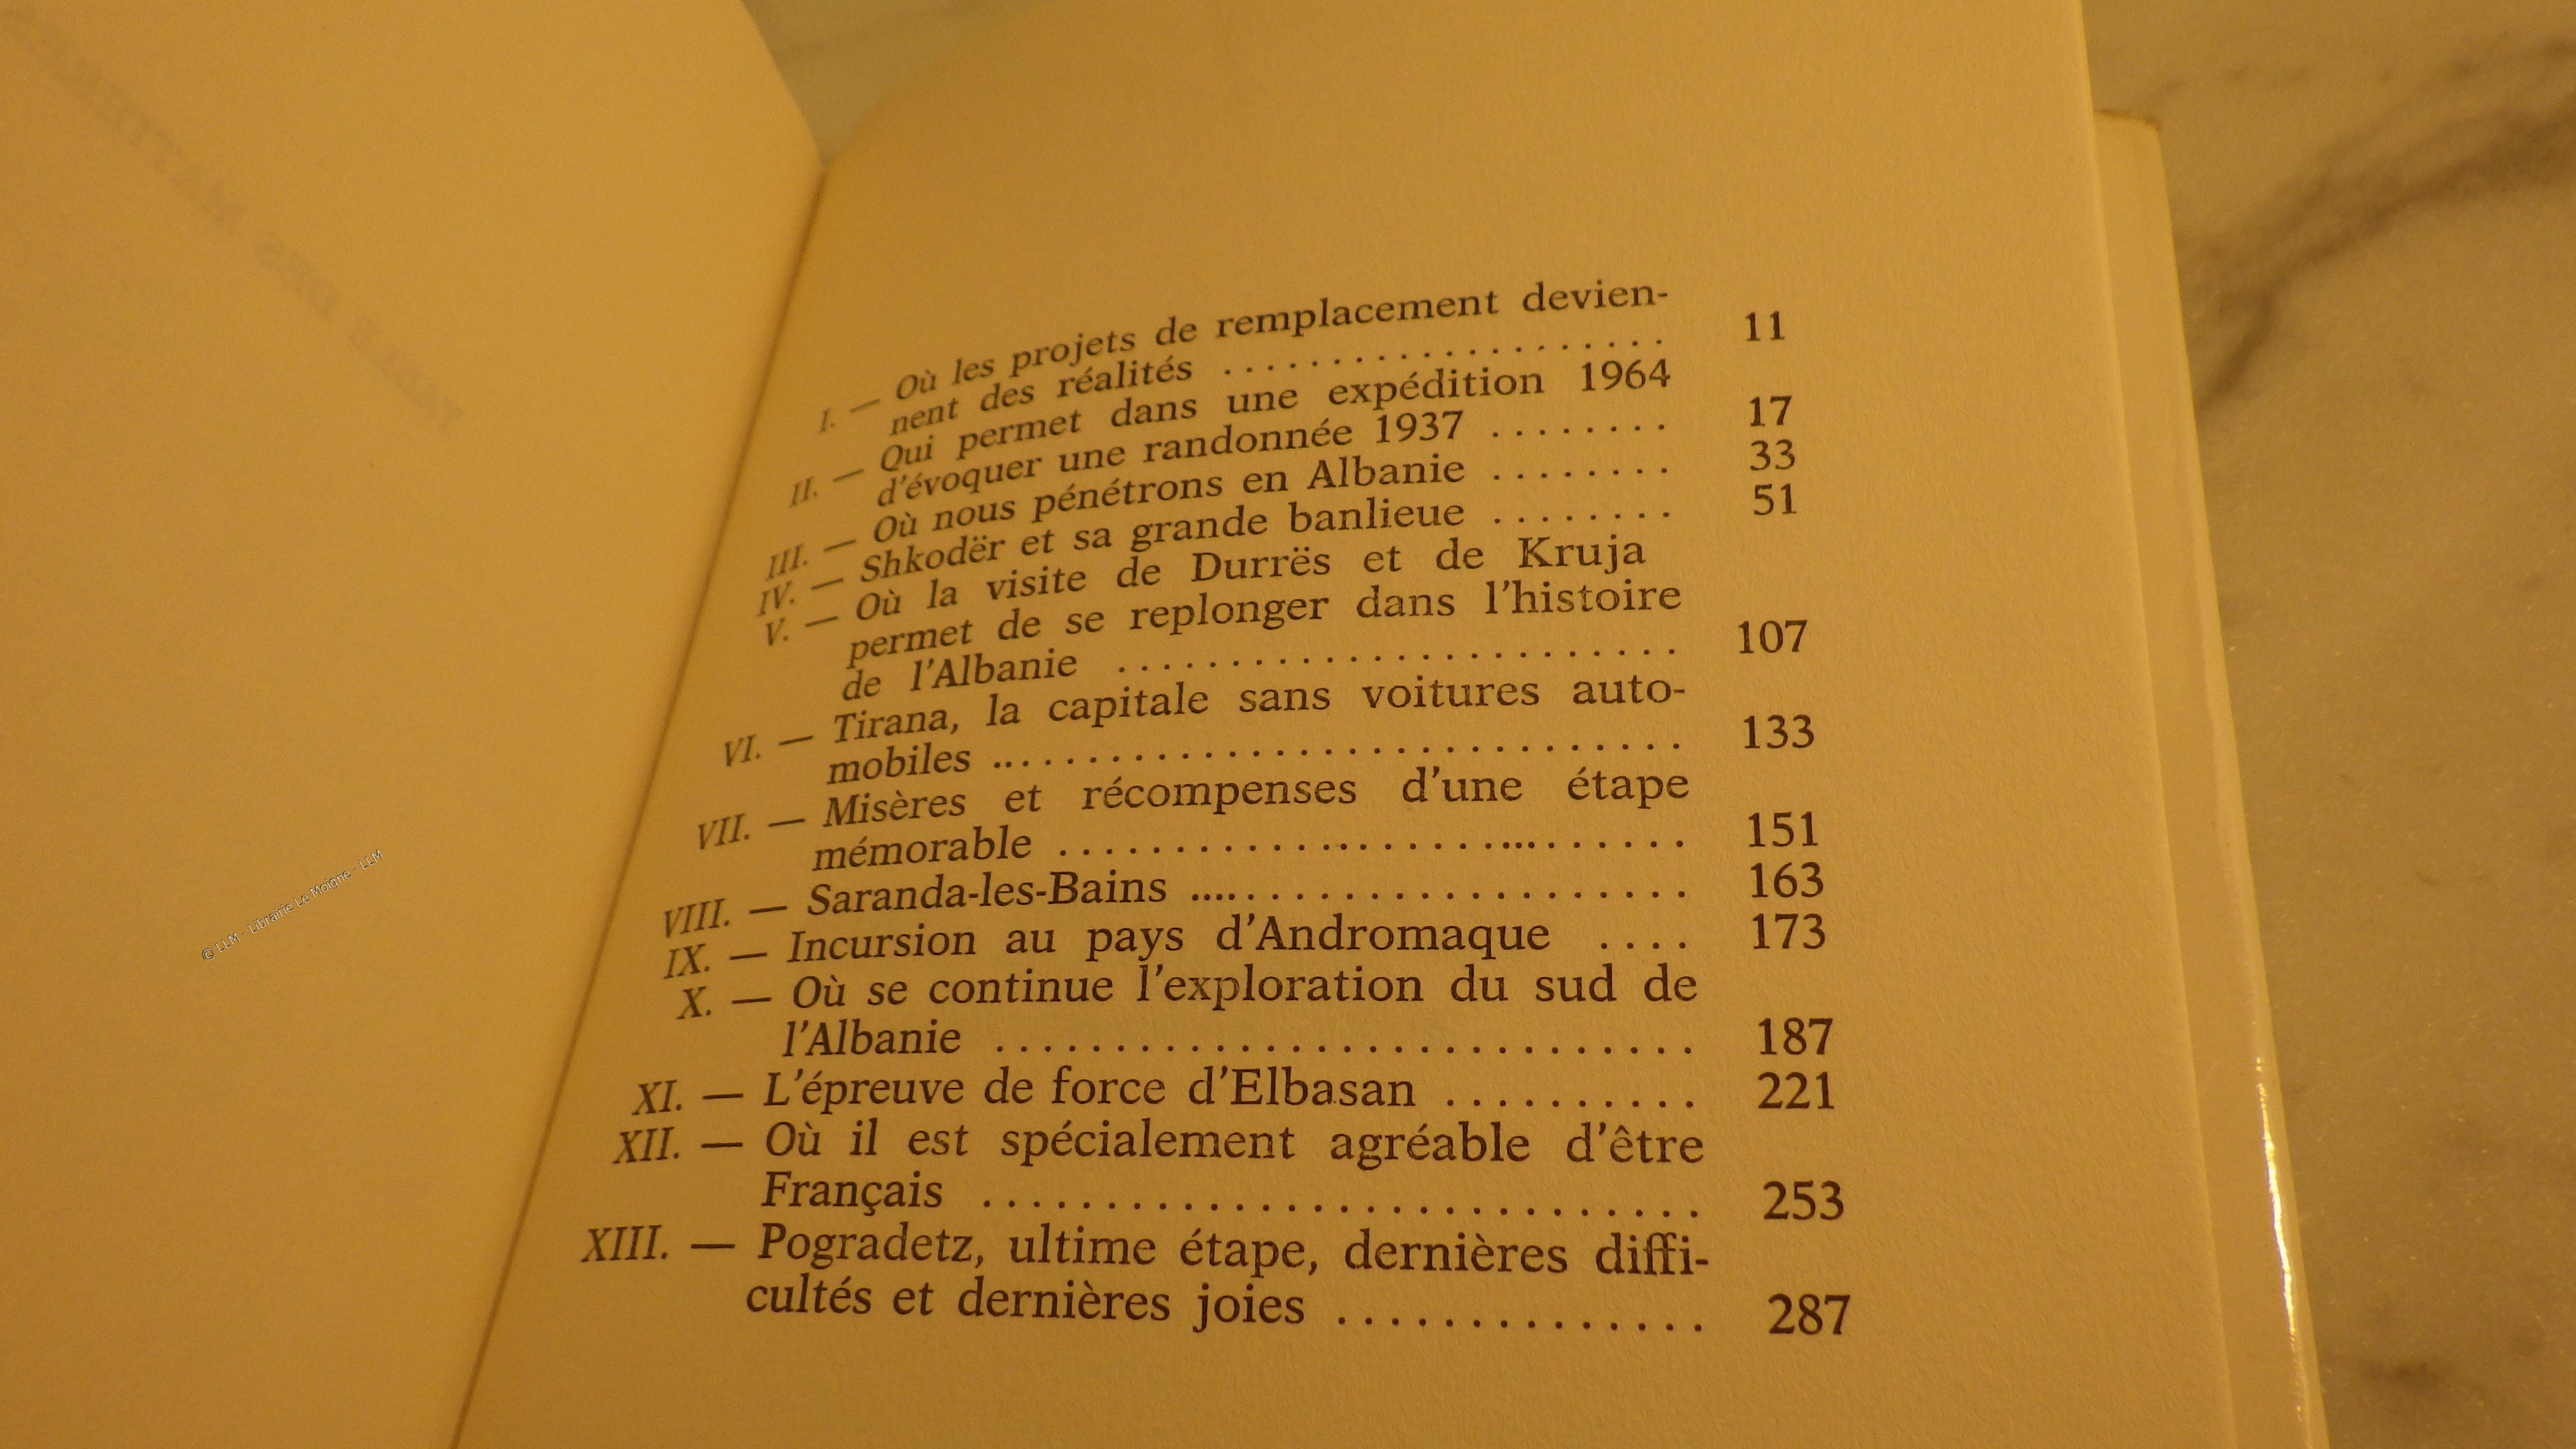 I. — Où les projets de remplacement devien-
nent des réalités .................... 11
II. — Qui permet dans une expédition 1964
d'évoquer une randonnée 1937 ........ 17
III. — Où nous pénétrons en Albanie ........ 33
IV. — Shkodër et sa grande banlieue ........ 51
V. — Où la visite de Durrës et de Kruja
permet de se replonger dans l'histoire
de l'Albanie ......................... 107
VI. — Tirana, la capitale sans voitures auto-
mobiles .............................. 133
VII. — Misères et récompenses d'une étape
mémorable ............................ 151
VIII. — Saranda-les-Bains ....................... 163
IX. — Incursion au pays d'Andromaque .... 173
X. — Où se continue l'exploration du sud de
l'Albanie ............................. 187
XI. — L'épreuve de force d'Elbasan .......... 221
XII. — Où il est spécialement agréable d'être
Français .............................. 253
XIII. — Pogradetz, ultime étape, dernières diffi-
cultés et dernières joies .............. 287
© LLM - Librairie Le Moigne - LLM